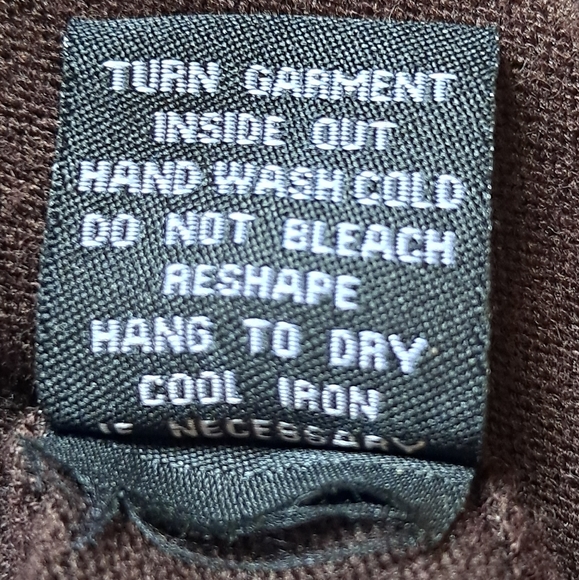 TURN GARMENT
INSIDE OUT
HAND WASH COLD
DO NOT BLEACH
RESHAPE
HANG TO DRY
COOL IRON
IF NECESSARY